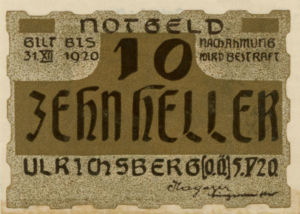 NOTGELD
GILT BIS 10 NACHAHMUNG
31.XII 1920 WIRD BESTRAFT
ZEHN HELLER
ULRICHSBERG (O.Ö) 5.V 20.